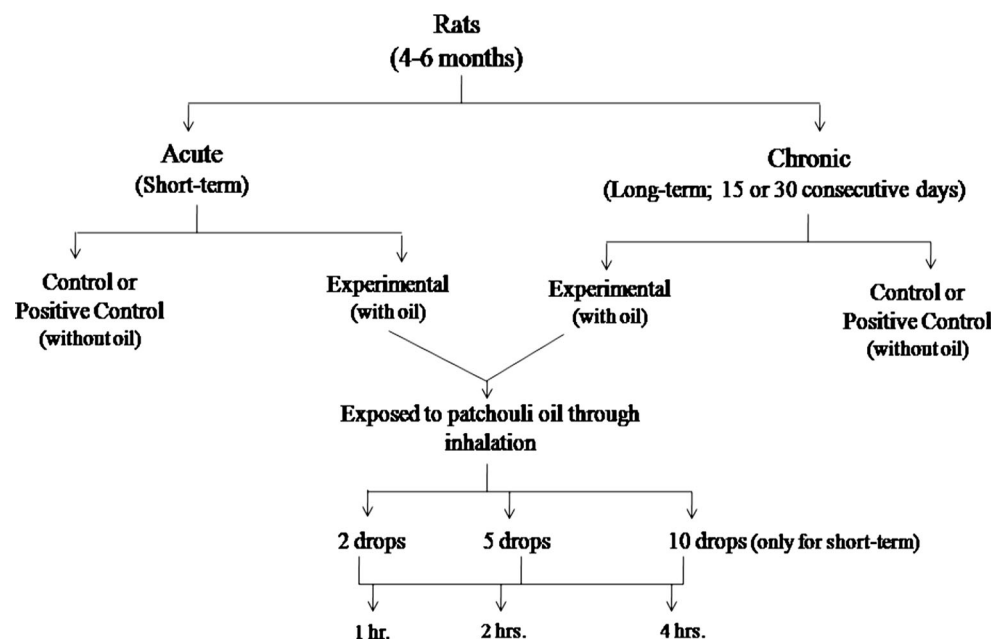 Rats
(4-6 months)
Acute
(Short-term)
Chronic
(Long-term; 15 or 30 consecutive days)
Control or
Positive Control
(without oil)
Experimental
(with oil)
Experimental
(with oil)
Control or
Positive Control
(without oil)
Exposed to patchouli oil through
inhalation
2 drops
5 drops
10 drops (only for short-term)
1 hr.
2 hrs.
4 hrs.